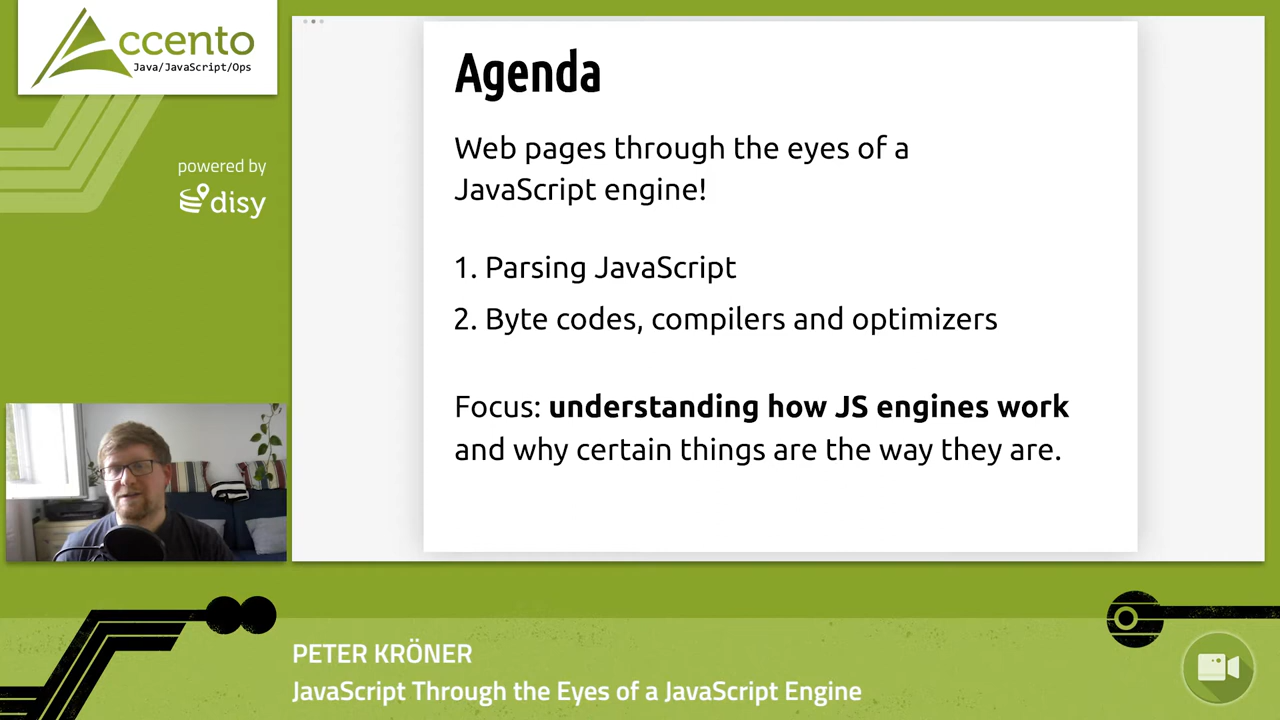 Accento
Java/JavaScript/Ops
powered by
disy
Agenda
Web pages through the eyes of a
JavaScript engine!
1. Parsing JavaScript
2. Byte codes, compilers and optimizers
Focus: understanding how JS engines work
and why certain things are the way they are.
PETER KRÖNER
JavaScript Through the Eyes of a JavaScript Engine